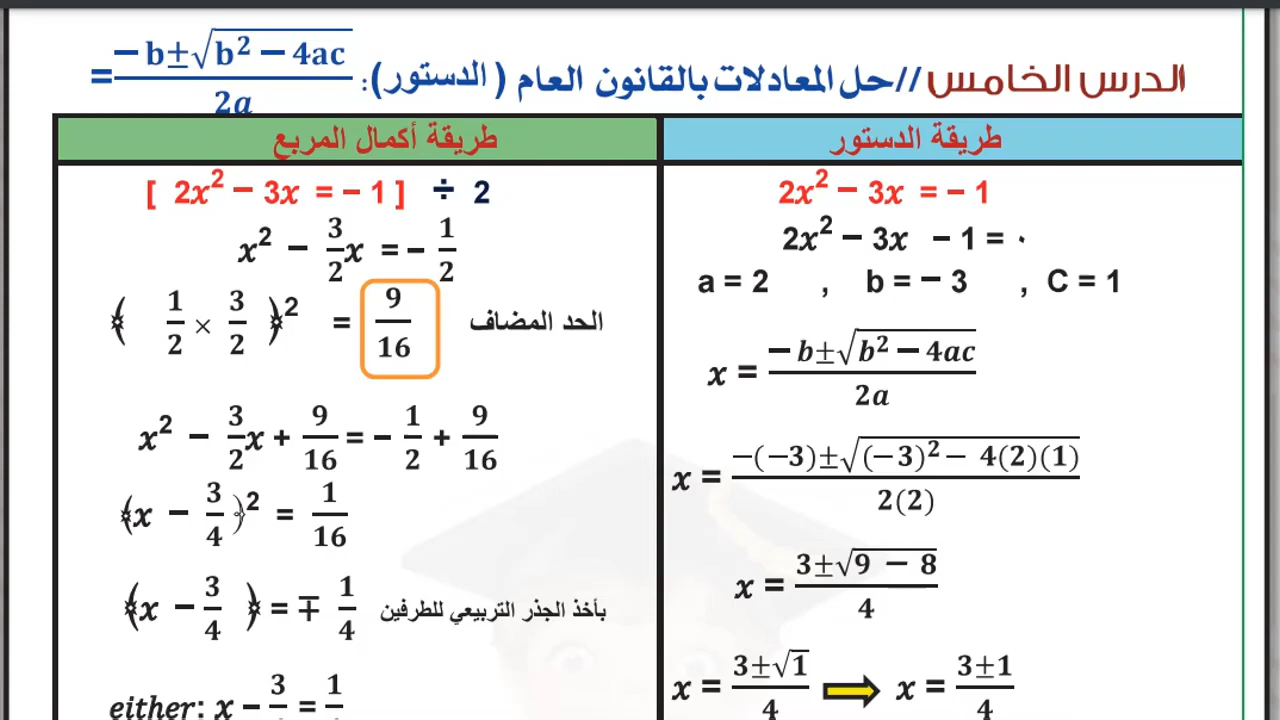 الدرس الخامس // حل المعادلات بالقانون العام ( الدستور): = (−b±√(b² − 4ac))/2a
طريقة الدستور
2x² − 3x = − 1
2x² − 3x − 1 = ٠
a = 2 , b = − 3 , C = 1
x = (−b±√(b² − 4ac))/2a
x = (−(−3)±√((−3)² − 4(2)(1)))/2(2)
x = (3±√(9 − 8))/4
x = (3±√1)/4 ⇨ x = (3±1)/4
طريقة أكمال المربع
[ 2x² − 3x = − 1 ] ÷ 2
x² − 3/2 x = − 1/2
( 1/2 × 3/2 )² = 9/16 الحد المضاف
x² − 3/2 x + 9/16 = − 1/2 + 9/16
(x − 3/4 )² = 1/16
(x − 3/4 ) = ∓ 1/4 بأخذ الجذر التربيعي للطرفين
either: x − 3/ = 1/